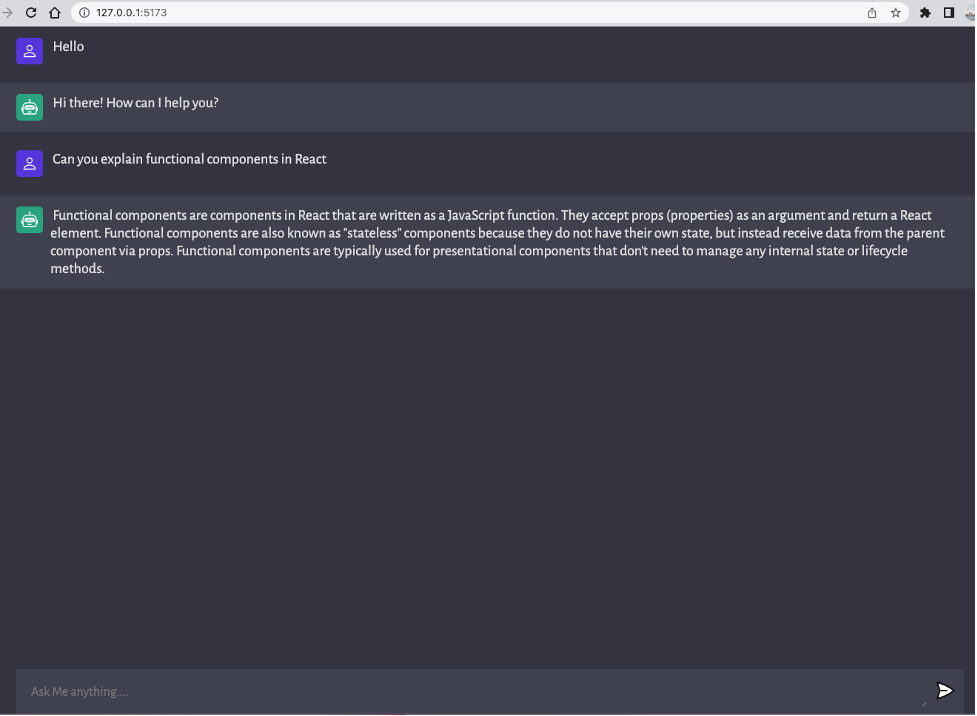 127.0.0.1:5173
Hello
Hi there! How can I help you?
Can you explain functional components in React
Functional components are components in React that are written as a JavaScript function. They accept props (properties) as an argument and return a React
element. Functional components are also known as "stateless" components because they do not have their own state, but instead receive data from the parent
component via props. Functional components are typically used for presentational components that don't need to manage any internal state or lifecycle
methods.
Ask Me anything....